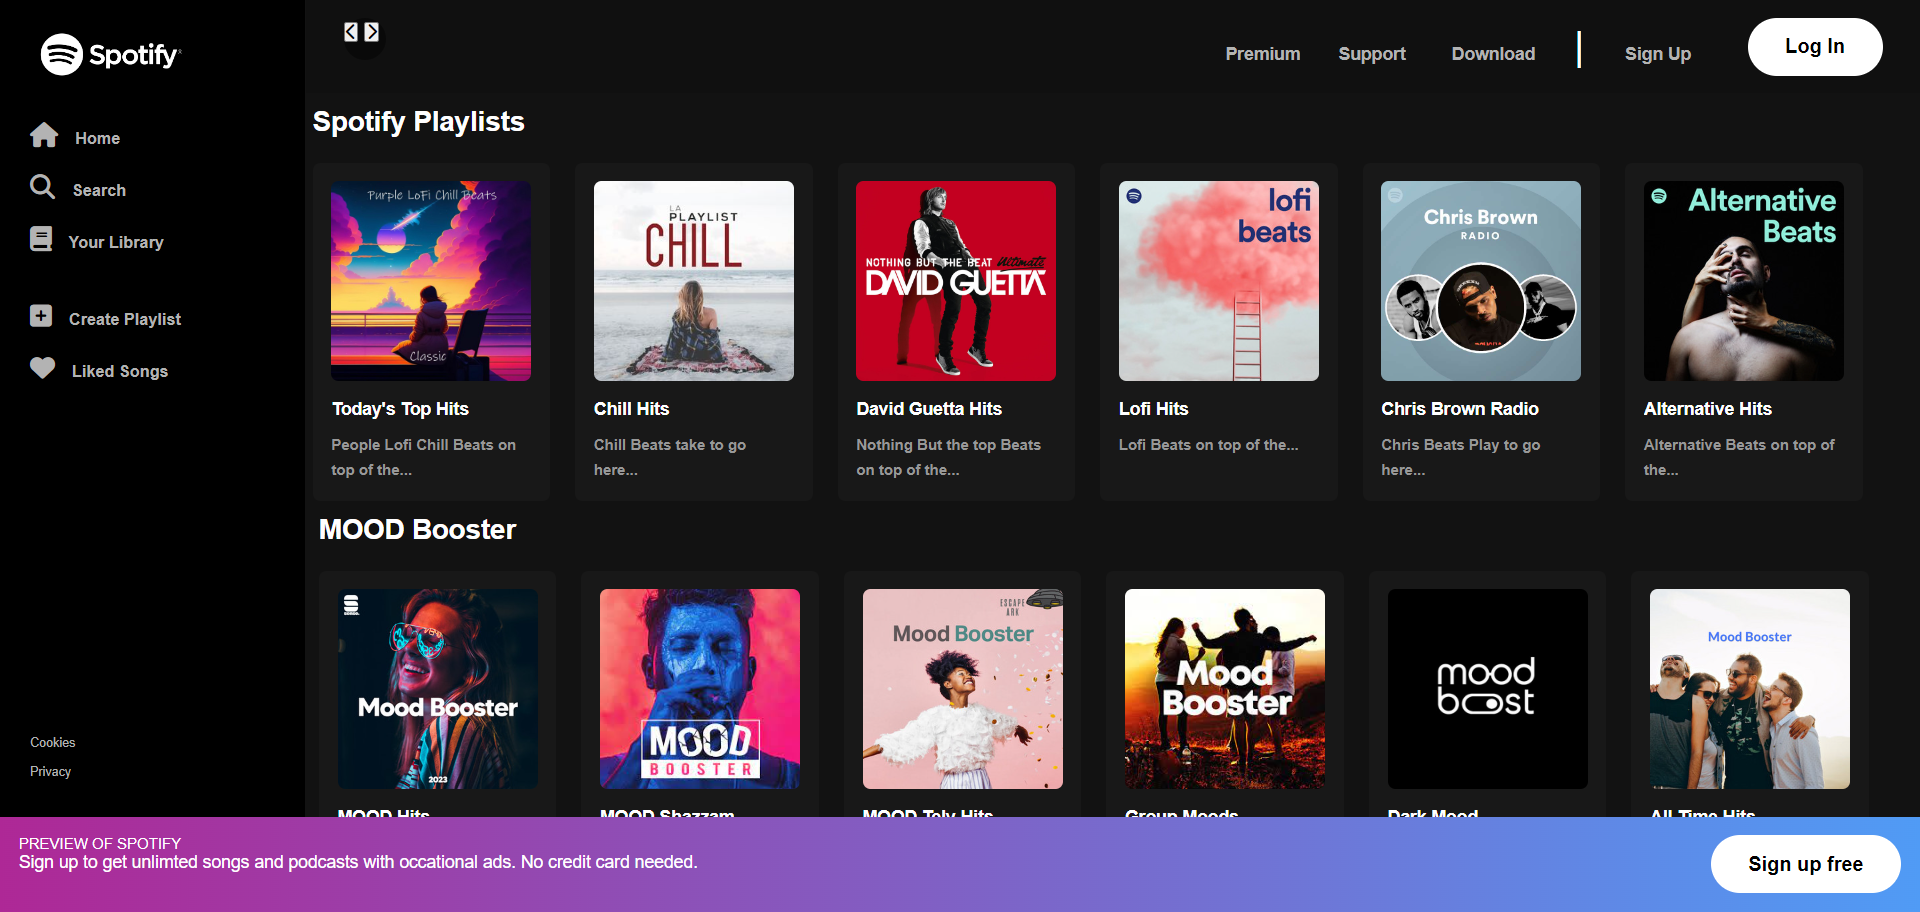 Spotify
Home
Search
Your Library
Create Playlist
Liked Songs
Cookies
Privacy
Premium
Support
Download
Sign Up
Log In
Spotify Playlists
Purple LoFi Chill Beats
Classic
LA
PLAYLIST
CHILL
NOTHING BUT THE BEAT Ultimate
DAVID GUETTA
lofi
beats
Chris Brown
RADIO
Alternative
Beats
Today's Top Hits
Chill Hits
David Guetta Hits
Lofi Hits
Chris Brown Radio
Alternative Hits
People Lofi Chill Beats on
top of the...
Chill Beats take to go
here...
Nothing But the top Beats
on top of the...
Lofi Beats on top of the...
Chris Beats Play to go
here...
Alternative Beats on top of
the...
MOOD Booster
Mood Booster
2023
MOOD
BOOSTER
ESCAPE
ARK
Mood Booster
Mood
Booster
mood
boost
Mood Booster
MOOD Hits
MOOD Shazzam
MOOD Tely Hits
Group Moods
Dark Mood
All Time Hits
PREVIEW OF SPOTIFY
Sign up to get unlimted songs and podcasts with occational ads. No credit card needed.
Sign up free